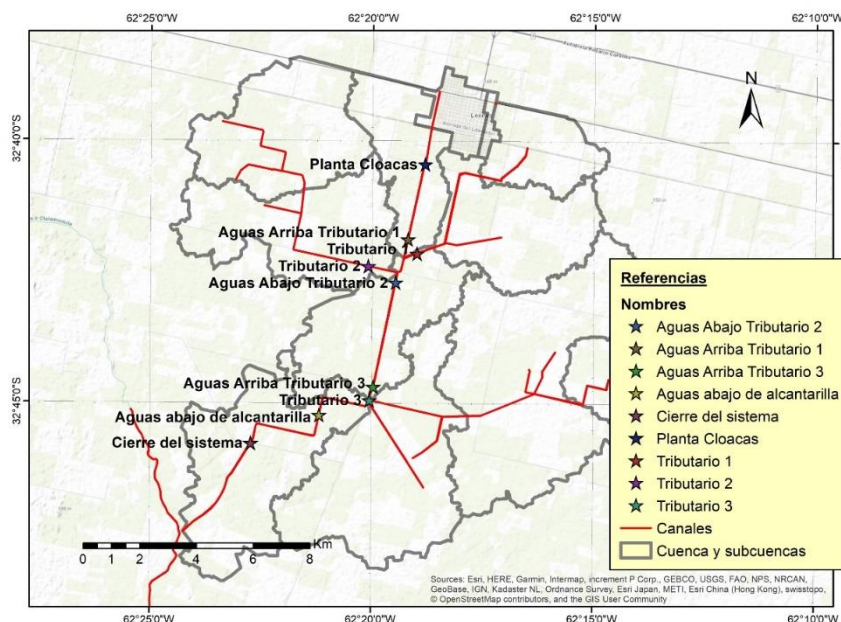 62°25'0"W 62°20'0"W 62°15'0"W 62°10'0"W
N
32°40'0"S
Planta Cloacas
Aguas Arriba Tributario 1
Tributario 1
Tributario 2
Aguas Abajo Tributario 2
Aguas Arriba Tributario 3
32°45'0"S
Tributario 3
Aguas abajo de alcantarilla
Cierre del sistema
Km
0 1 2 4 6 8
Referencias
Nombres
Aguas Abajo Tributario 2
Aguas Arriba Tributario 1
Aguas Arriba Tributario 3
Aguas abajo de alcantarilla
Cierre del sistema
Planta Cloacas
Tributario 1
Tributario 2
Tributario 3
Canales
Cuenca y subcuencas
Sources: Esri, HERE, Garmin, Intermap, increment P Corp., GEBCO, USGS, FAO, NPS, NRCAN,
GeoBase, IGN, Kadaster NL, Ordnance Survey, Esri Japan, METI, Esri China (Hong Kong), swisstopo,
© OpenStreetMap contributors, and the GIS User Community
62°25'0"W 62°20'0"W 62°15'0"W 62°10'0"W